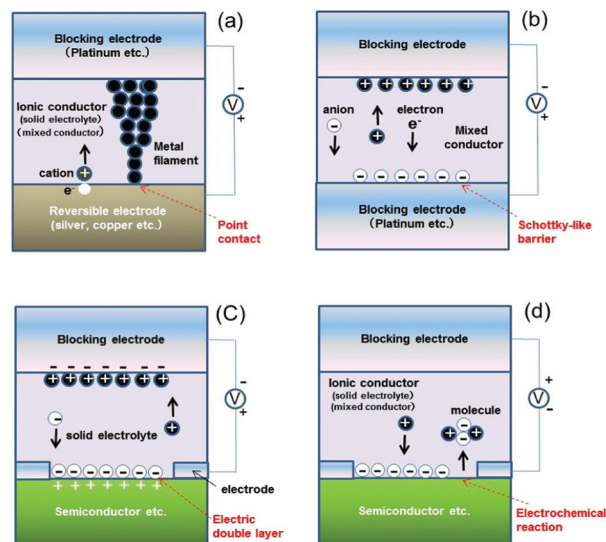 (a)
Blocking electrode
(Platinum etc.)
Ionic conductor
(solid electrolyte)
(mixed conductor)
Metal
filament
cation
+
e-
Reversible electrode
(silver, copper etc.)
Point
contact
-
V
+
(b)
Blocking electrode
+ + + + + +
anion
-
electron
e-
+
Mixed
conductor
- - - - - -
Blocking electrode
(Platinum etc.)
Schottky-like
barrier
-
V
+
(C)
Blocking electrode
- - - - - - -
+ + + + + + +
-
solid electrolyte
+
- - - - - - -
+ + + + + + +
electrode
Semiconductor etc.
Electric
double layer
-
V
+
(d)
Blocking electrode
Ionic conductor
(solid electrolyte)
(mixed conductor)
+
molecule
-
+ +
-
- - - - - -
Semiconductor etc.
Electrochemical
reaction
+
V
-